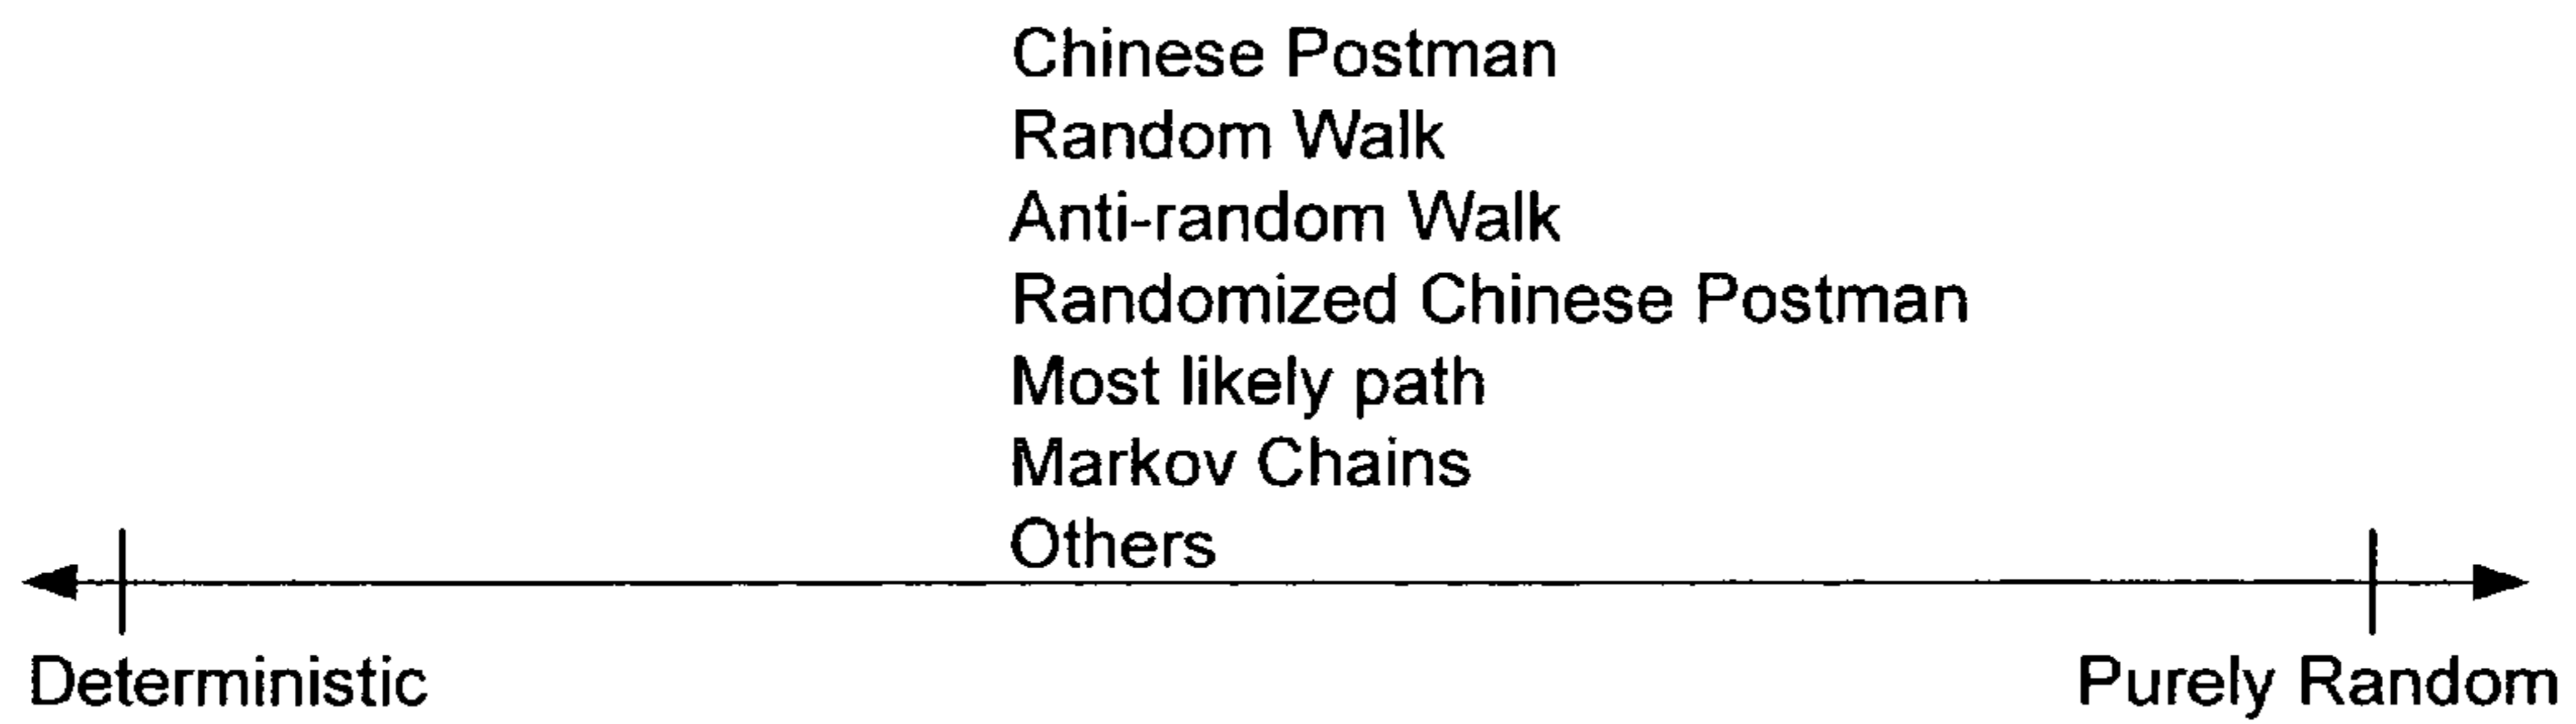 Chinese Postman
Random Walk
Anti-random Walk
Randomized Chinese Postman
Most likely path
Markov Chains
Others
Deterministic
Purely Random